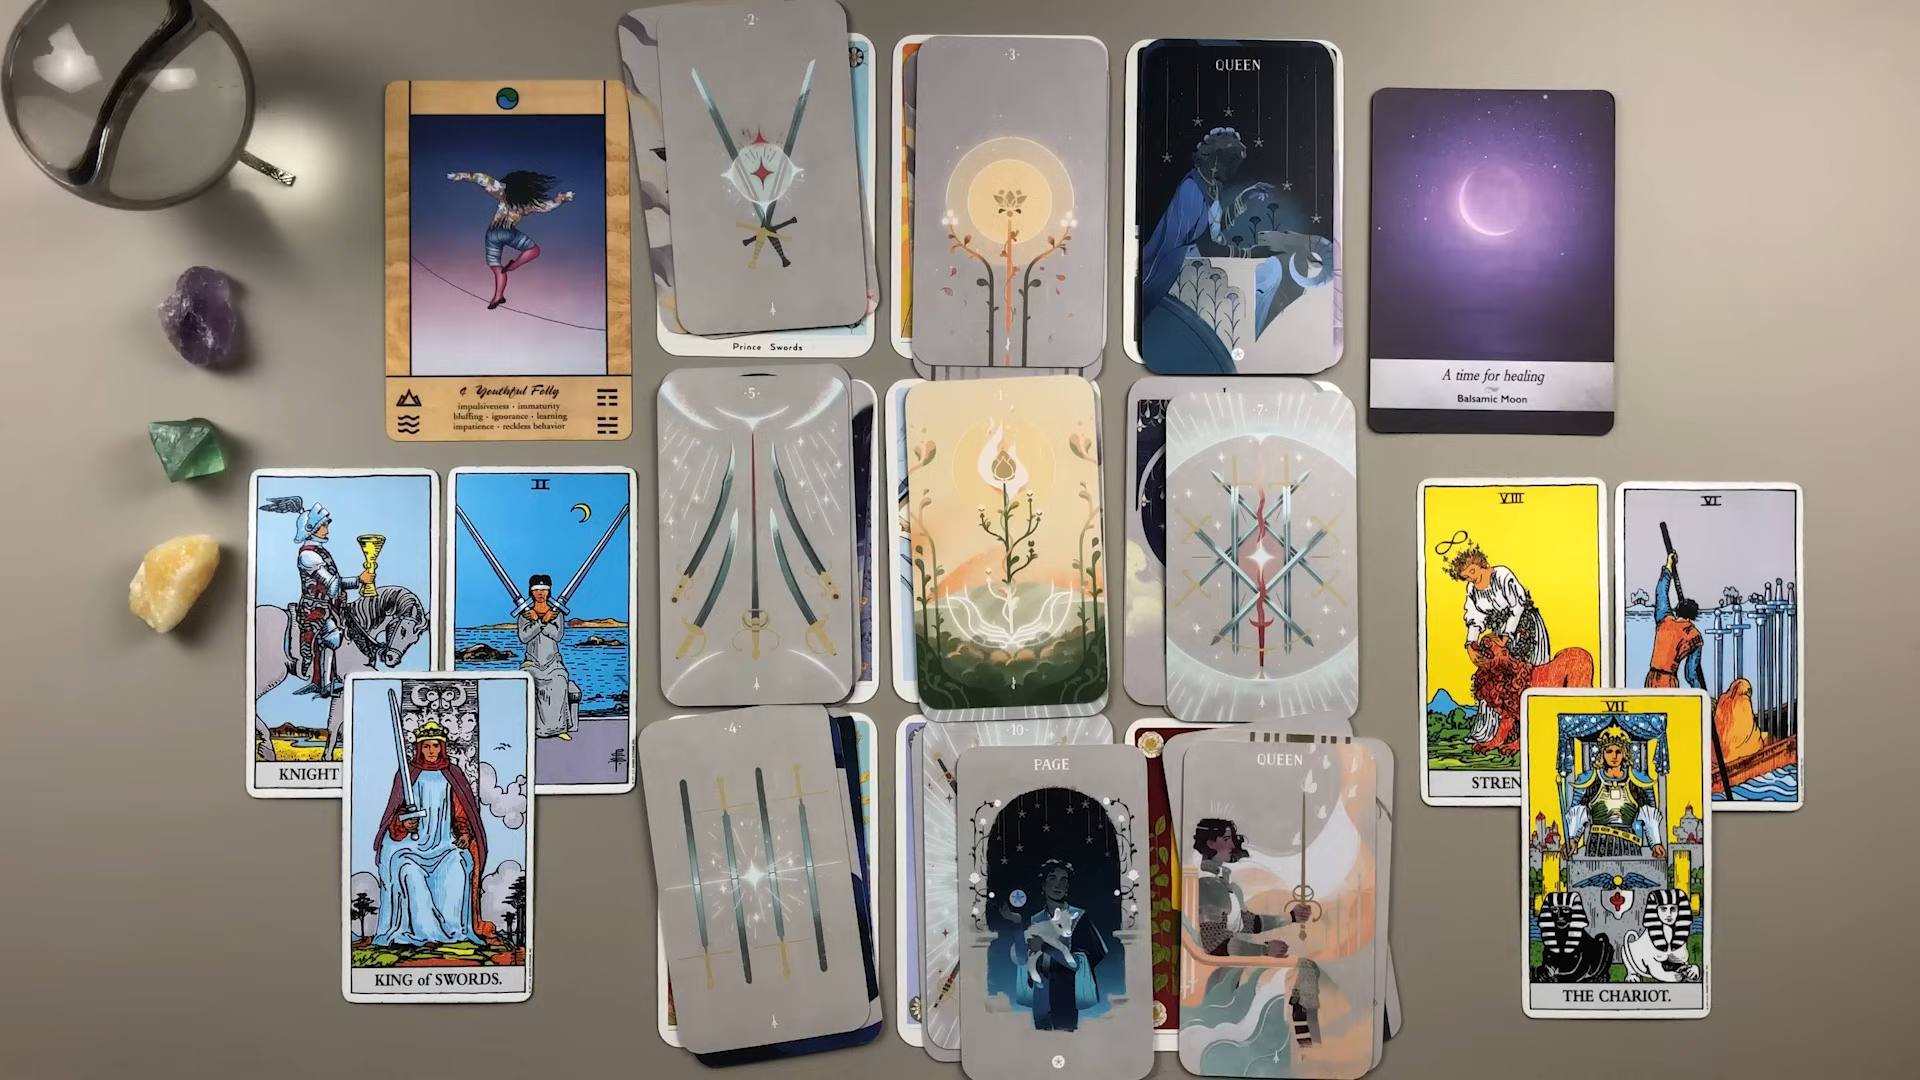 ¢ Youthful Folly
impulsiveness · immaturity
bluffing · ignorance · learning
impatience · reckless behavior
·2·
Prince Swords
·3·
QUEEN
A time for healing
Balsamic Moon
KNIGHT
II
KING of SWORDS.
·5·
·1·
·7·
VIII
STREN
VI
VII
THE CHARIOT.
·4·
·10·
PAGE
QUEEN